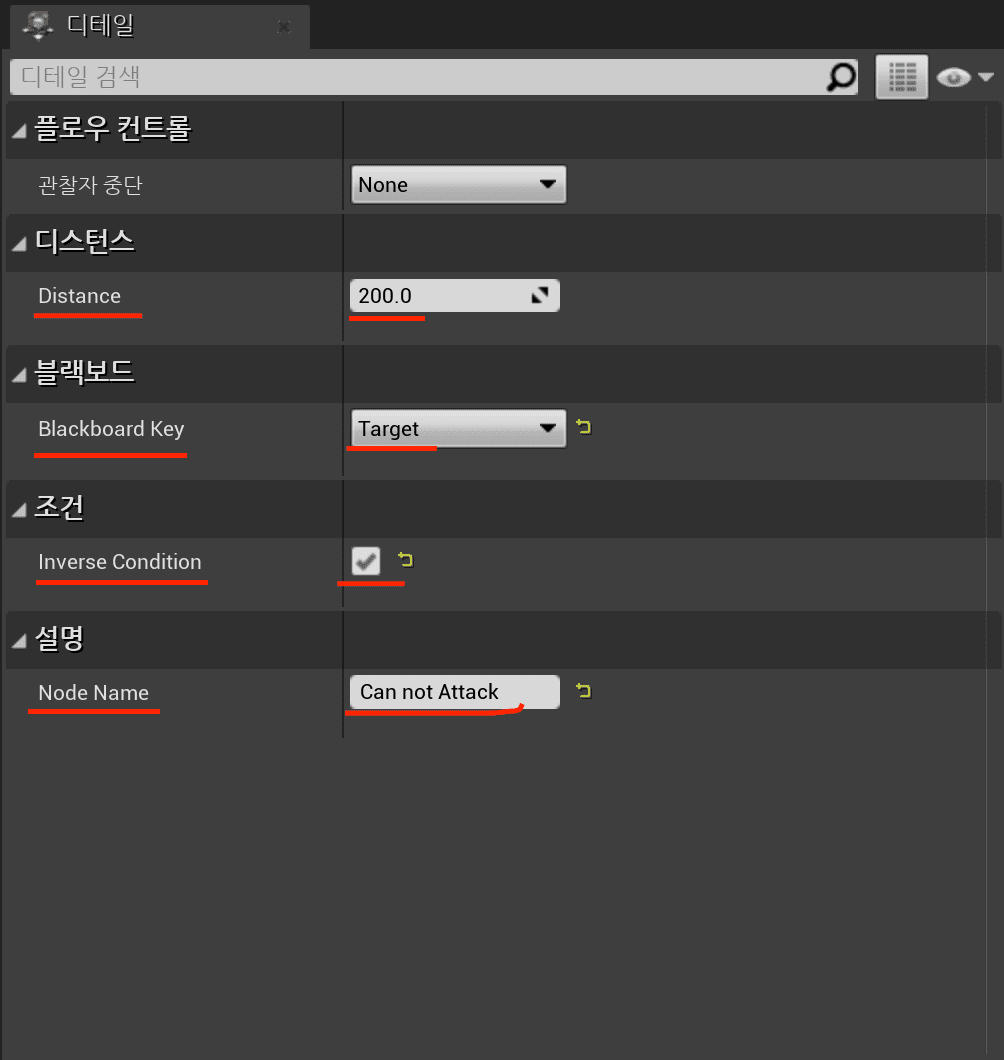 디테일
디테일 검색
플로우 컨트롤
관찰자 중단 None
디스턴스
Distance 200.0
블랙보드
Blackboard Key Target
조건
Inverse Condition
설명
Node Name Can not Attack